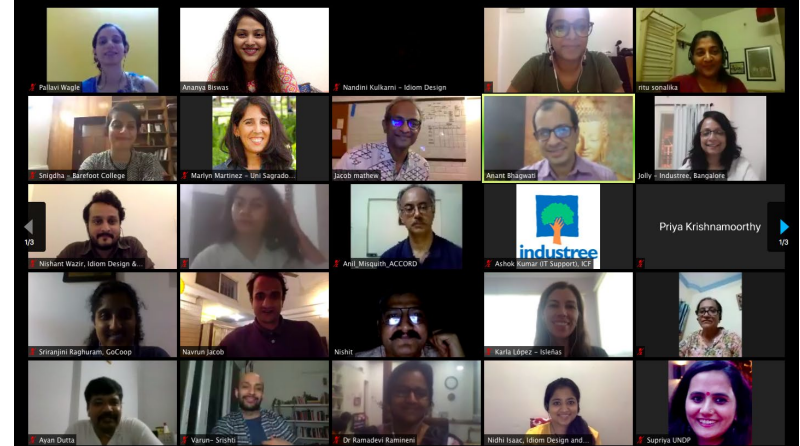 Pallavi Wagle
Ananya Biswas
Nandini Kulkarni - Idiom Design
ritu sonalika
Snigdha - Barefoot College
Marlyn Martinez - Uni Sagrado...
Jacob mathew
Anant Bhagwati
Jolly - Industree, Bangalore
1/3
Nishant Wazir, Idiom Design &...
Anil_Misquith_ACCORD
industree
Ashok Kumar (IT Support), ICF
Priya Krishnamoorthy
1/3
Sriranjini Raghuram, GoCoop
Navrun Jacob
Nishit
Karla López - Isleñas
Ayan Dutta
Varun- Srishti
Dr Ramadevi Ramineni
Nidhi Isaac, Idiom Design and...
Supriya UNDP